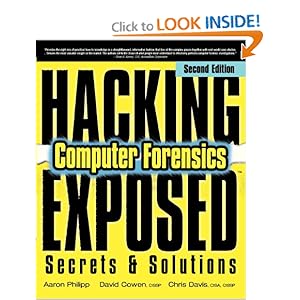 Click to
LOOK INSIDE!
Second Edition
HACKING
Computer Forensics
EXPOSED
™
Secrets & Solutions
Aaron Philipp
David Cowen, CISSP
Chris Davis, CISA, CISSP